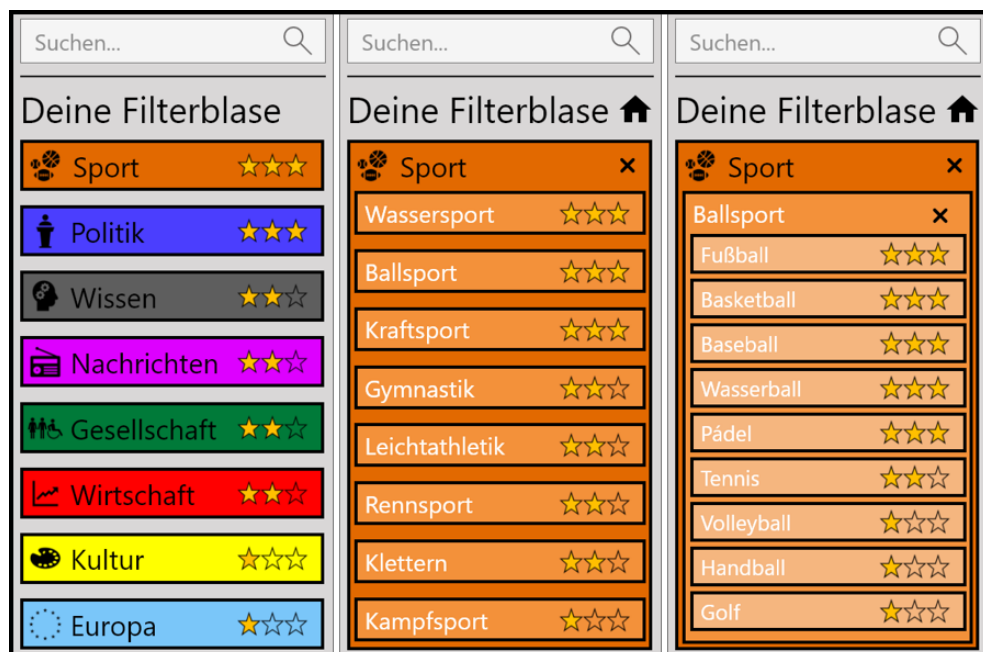 Suchen...
Deine Filterblase
Sport
Politik
Wissen
Nachrichten
Gesellschaft
Wirtschaft
Kultur
Europa
Suchen...
Deine Filterblase
Sport
Wassersport
Ballsport
Kraftsport
Gymnastik
Leichtathletik
Rennsport
Klettern
Kampfsport
Suchen...
Deine Filterblase
Sport
Ballsport
Fußball
Basketball
Baseball
Wasserball
Pádel
Tennis
Volleyball
Handball
Golf